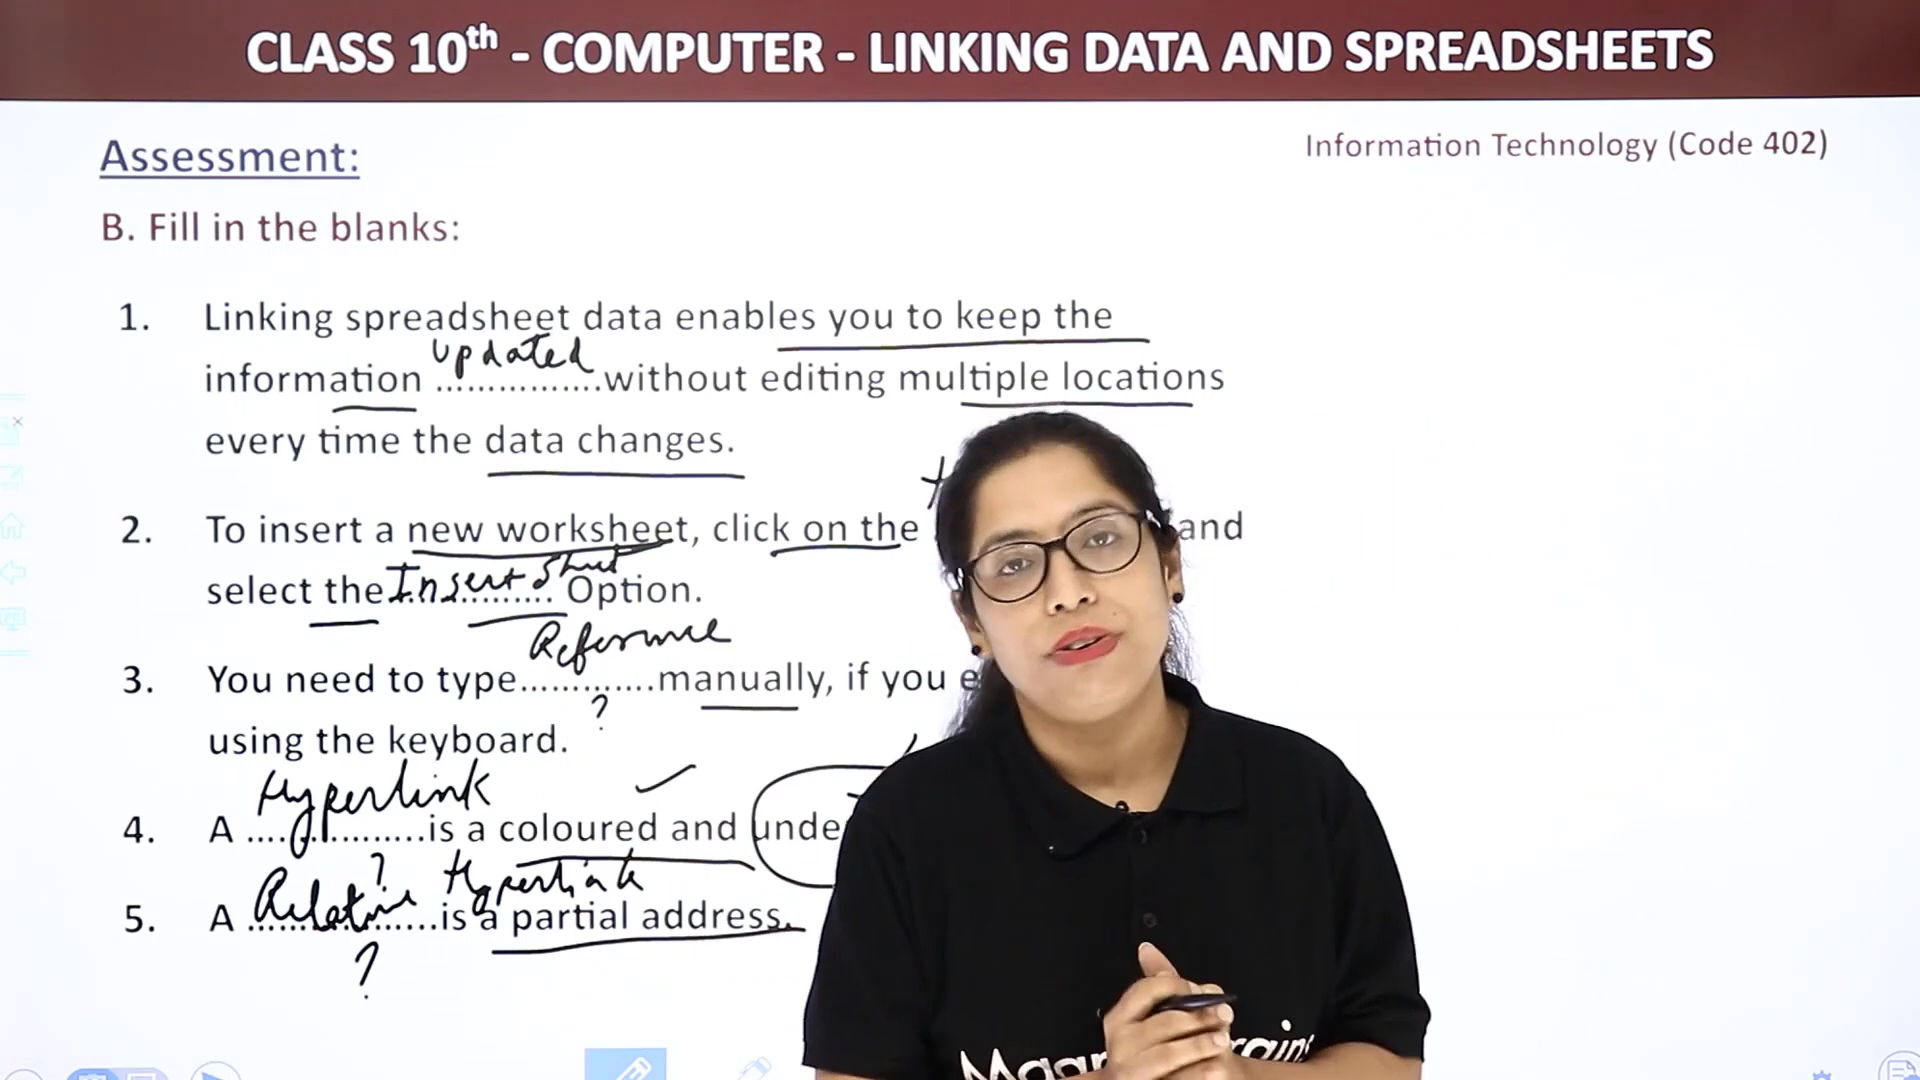 CLASS 10th - COMPUTER - LINKING DATA AND SPREADSHEETS
Assessment:
Information Technology (Code 402)
B. Fill in the blanks:
1. Linking spreadsheet data enables you to keep the
updated
information ................without editing multiple locations
every time the data changes.
2. To insert a new worksheet, click on the and
select the Insert Sheet Option.
Reference
3. You need to type.............manually, if you
?
using the keyboard.
Hyperlink
4. A ..................is a coloured and
?
Relative Hyperlink
5. A ..................is a partial address.
?